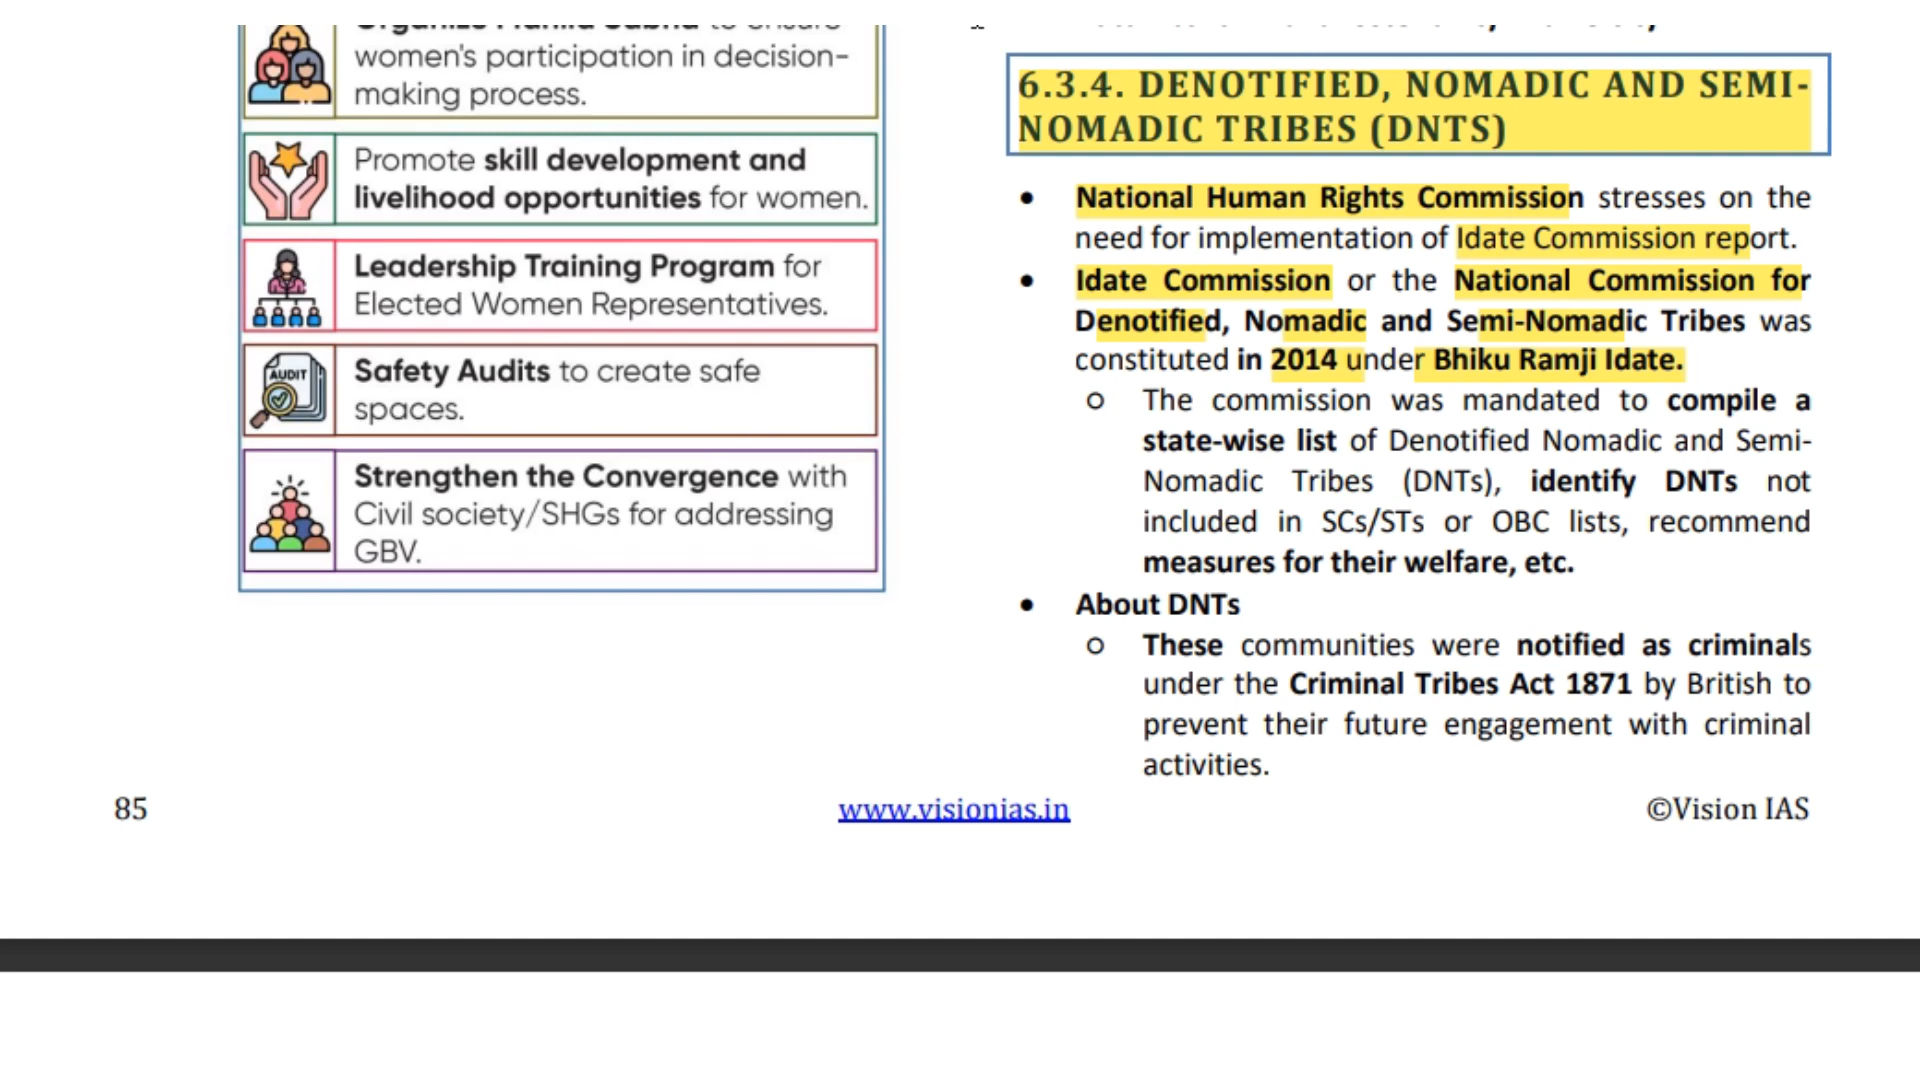 women's participation in decision-
making process.
Promote skill development and
livelihood opportunities for women.
Leadership Training Program for
Elected Women Representatives.
AUDIT
Safety Audits to create safe
spaces.
Strengthen the Convergence with
Civil society/SHGs for addressing
GBV.
6.3.4. DENOTIFIED, NOMADIC AND SEMI-
NOMADIC TRIBES (DNTS)
• National Human Rights Commission stresses on the
need for implementation of Idate Commission report.
• Idate Commission or the National Commission for
Denotified, Nomadic and Semi-Nomadic Tribes was
constituted in 2014 under Bhiku Ramji Idate.
o The commission was mandated to compile a
state-wise list of Denotified Nomadic and Semi-
Nomadic Tribes (DNTs), identify DNTs not
included in SCs/STs or OBC lists, recommend
measures for their welfare, etc.
• About DNTs
o These communities were notified as criminals
under the Criminal Tribes Act 1871 by British to
prevent their future engagement with criminal
activities.
85
www.visionias.in
©Vision IAS